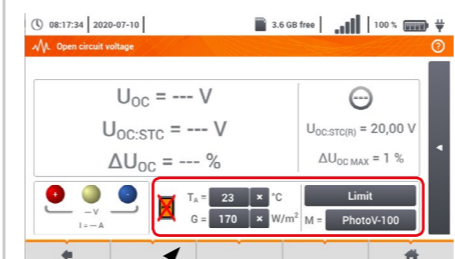 08:17:34 2020-07-10 3.6 GB free 100 %
Open circuit voltage ?
UOC = --- V
UOC:STC = --- V UOC:STC(R) = 20,00 V
ΔUOC = --- % ΔUOC MAX = 1 %
TA = 23 × °C Limit
-- V G = 170 × W/m² M = PhotoV-100
I = -- A